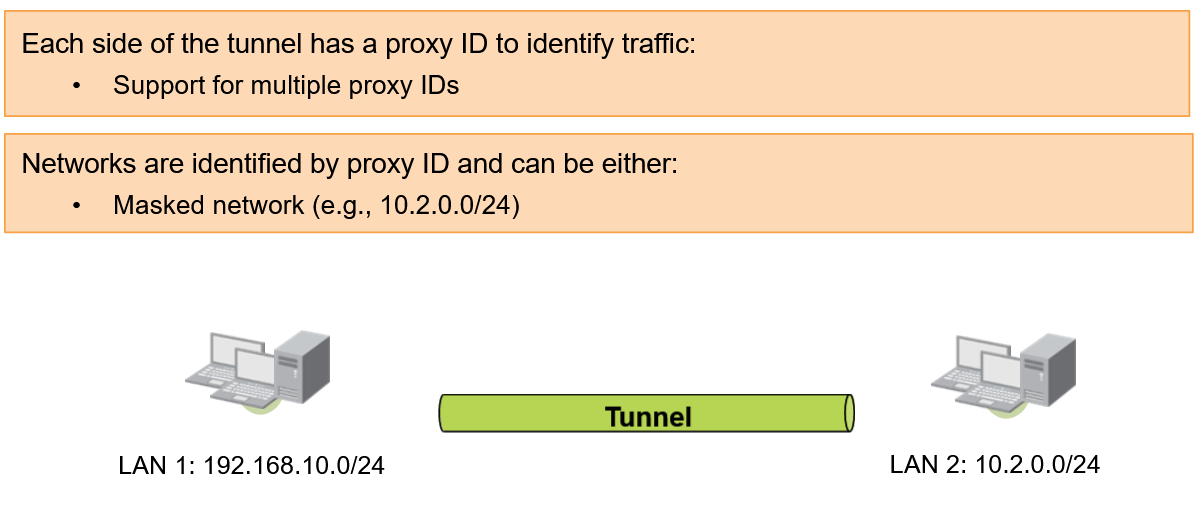 Each side of the tunnel has a proxy ID to identify traffic:
• Support for multiple proxy IDs
Networks are identified by proxy ID and can be either:
• Masked network (e.g., 10.2.0.0/24)
Tunnel
LAN 1: 192.168.10.0/24
LAN 2: 10.2.0.0/24